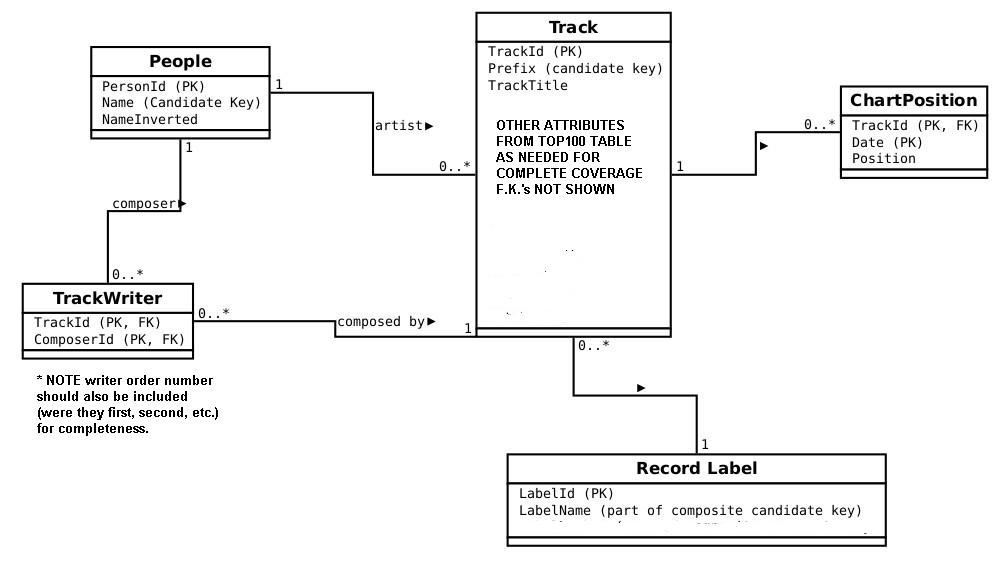 People
PersonId (PK)
Name (Candidate Key)
NameInverted
1
artist►
0..*
Track
TrackId (PK)
Prefix (candidate key)
TrackTitle
OTHER ATTRIBUTES
FROM TOP100 TABLE
AS NEEDED FOR
COMPLETE COVERAGE
F.K.'s NOT SHOWN
1
►
0..*
ChartPosition
TrackId (PK, FK)
Date (PK)
Position
1
composer►
0..*
TrackWriter
TrackId (PK, FK)
ComposerId (PK, FK)
0..*
composed by►
1
* NOTE writer order number
should also be included
(were they first, second, etc.)
for completeness.
0..*
►
1
Record Label
LabelId (PK)
LabelName (part of composite candidate key)